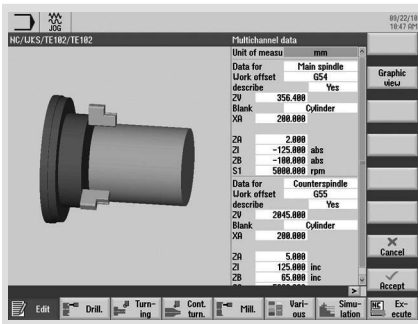 JOG
09/22/10
10:47 AM
NC/WKS/TE102/TE102
Multichannel data
Unit of measu mm
Data for Main spindle
Work offset G54
describe Yes
ZV 356.400
Blank Cylinder
XA 200.000
ZA 2.000
ZI -125.000 abs
ZB -100.000 abs
S1 5000.000 rpm
Data for Counterspindle
Work offset G55
describe Yes
ZV 2045.000
Blank Cylinder
XA 200.000
ZA 5.000
ZI 125.000 inc
ZB 65.000 inc
Graphic
view
Cancel
Accept
Edit
Drill.
Turn-
ing
Cont.
turn.
Mill.
Vari-
ous
Simu-
lation
NC
Ex-
ecute